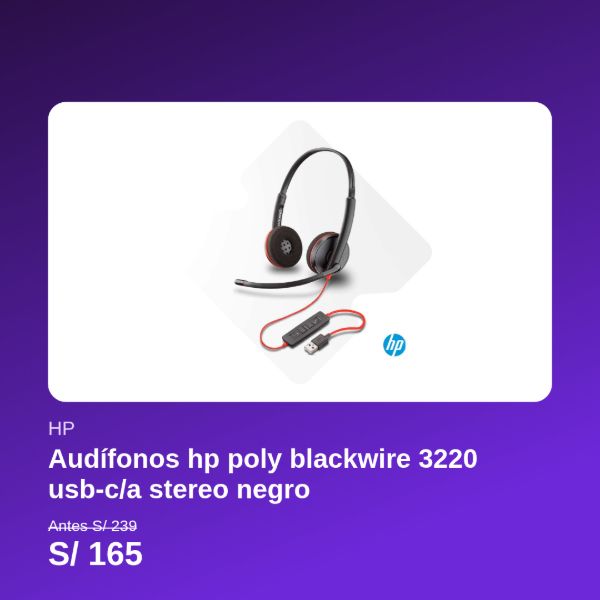 hp
HP
Audífonos hp poly blackwire 3220
usb-c/a stereo negro
Antes S/ 239
S/ 165